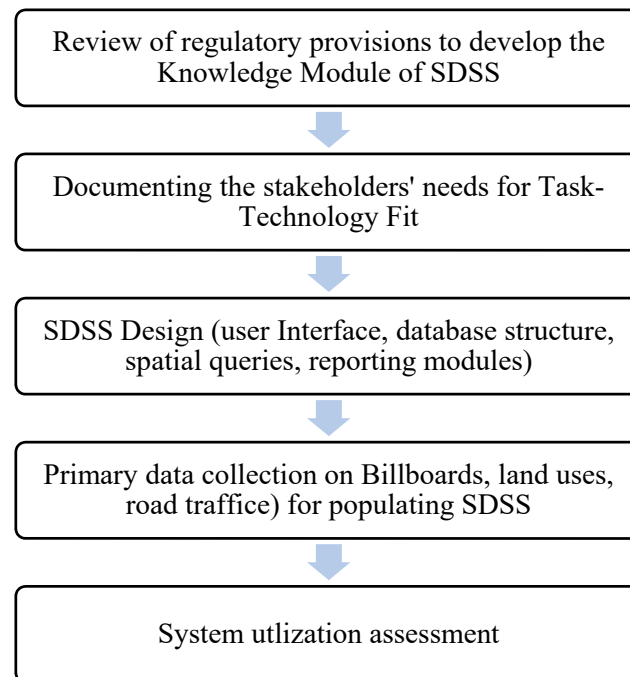 Review of regulatory provisions to develop the
Knowledge Module of SDSS
Documenting the stakeholders' needs for Task-
Technology Fit
SDSS Design (user Interface, database structure,
spatial queries, reporting modules)
Primary data collection on Billboards, land uses,
road traffice) for populating SDSS
System utlization assessment